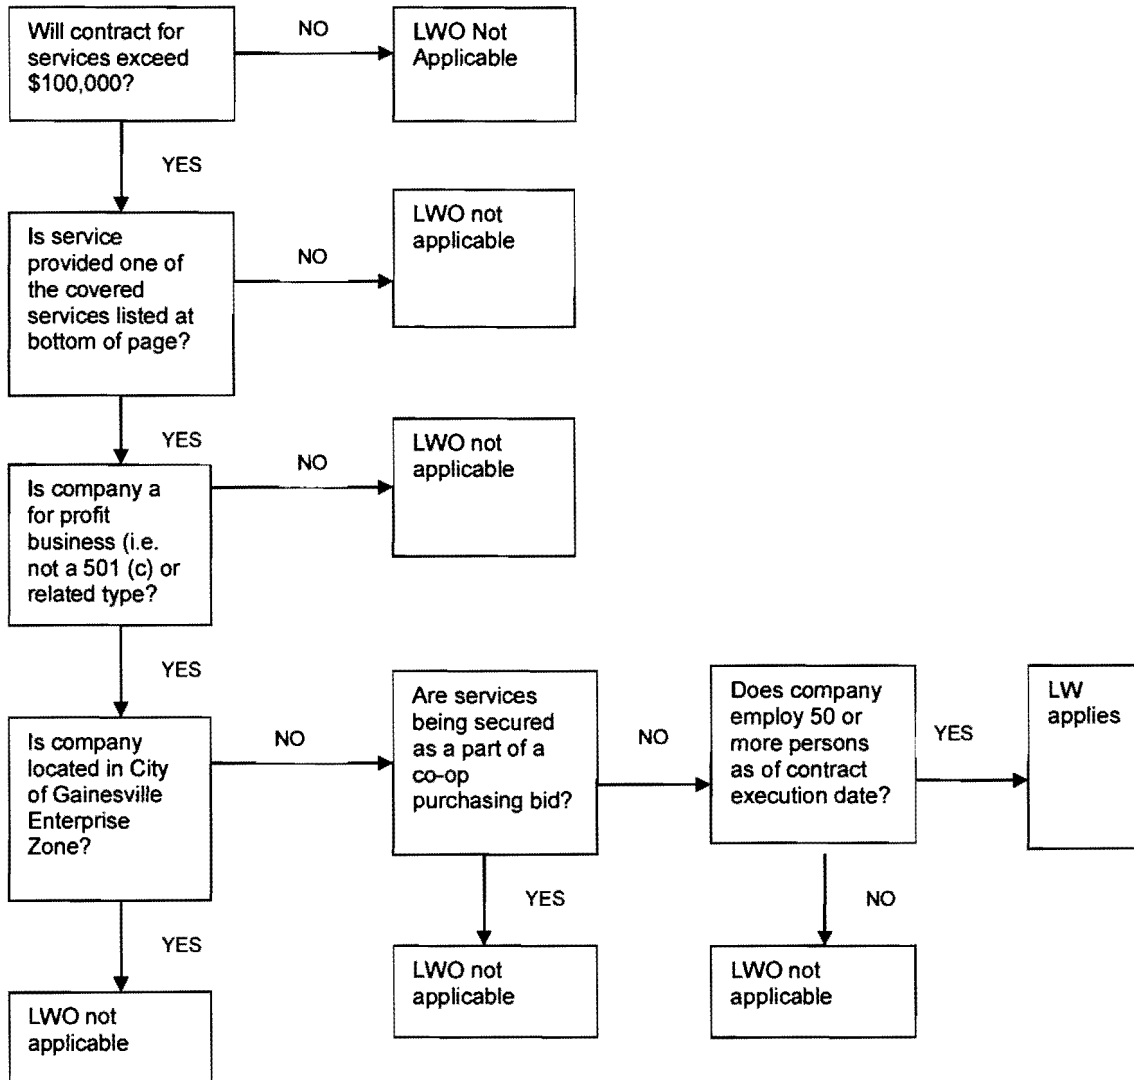 Will contract for
services exceed
$100,000?
NO
LWO Not
Applicable
YES
Is service
provided one of
the covered
services listed at
bottom of page?
NO
LWO not
applicable
YES
Is company a
for profit
business (i.e.
not a 501 (c) or
related type?
NO
LWO not
applicable
YES
Is company
located in City
of Gainesville
Enterprise
Zone?
NO
Are services
being secured
as a part of a
co-op
purchasing bid?
NO
Does company
employ 50 or
more persons
as of contract
execution date?
YES
LW
applies
YES
LWO not
applicable
YES
LWO not
applicable
NO
LWO not
applicable